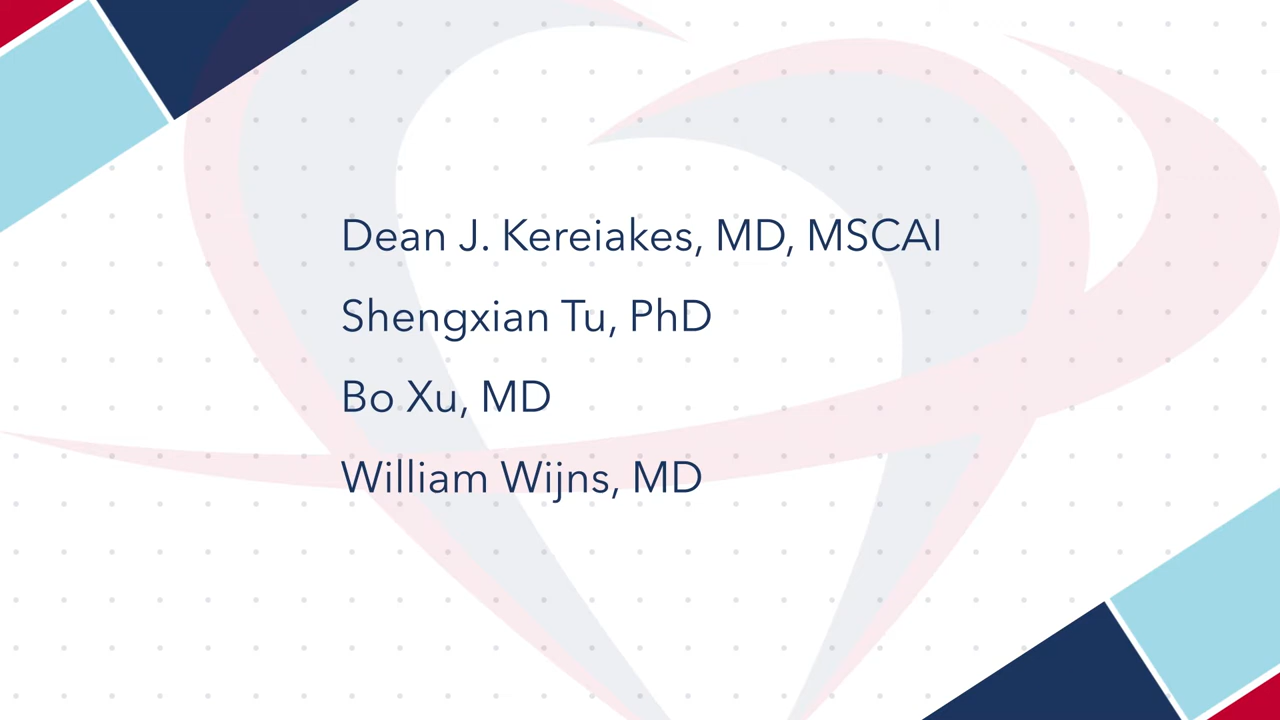 Dean J. Kereiakes, MD, MSCAI
Shengxian Tu, PhD
Bo Xu, MD
William Wijns, MD